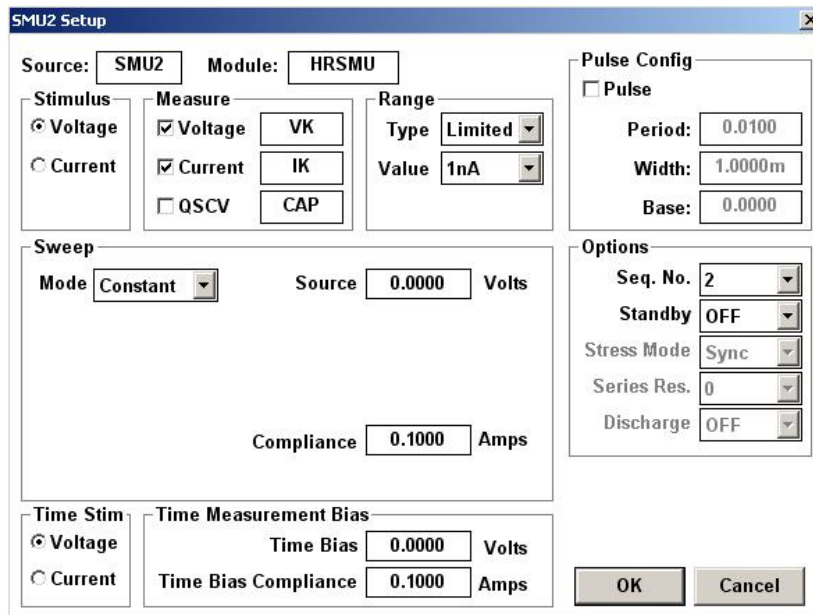 SMU2 Setup
Source: SMU2 Module: HRSMU
Stimulus
Voltage
Current
Measure
Voltage VK
Current IK
QSCV CAP
Range
Type Limited
Value 1nA
Pulse Config
Pulse
Period: 0.0100
Width: 1.0000m
Base: 0.0000
Sweep
Mode Constant Source 0.0000 Volts
Compliance 0.1000 Amps
Options
Seq. No. 2
Standby OFF
Stress Mode Sync
Series Res. 0
Discharge OFF
Time Stim
Voltage
Current
Time Measurement Bias
Time Bias 0.0000 Volts
Time Bias Compliance 0.1000 Amps
OK Cancel